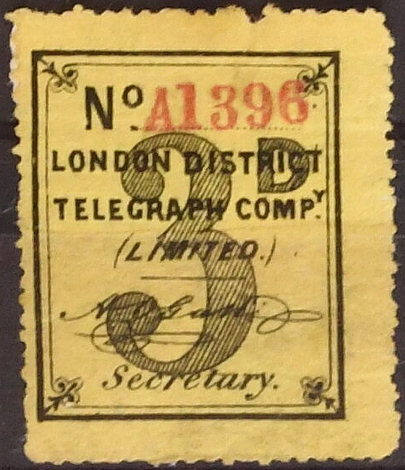 No. A1396
LONDON DISTRICT
TELEGRAPH COMPY.
(LIMITED.)
3D
Secretary.